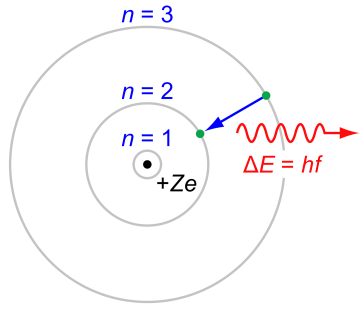 n = 3
n = 2
n = 1
+Ze
ΔE = hf